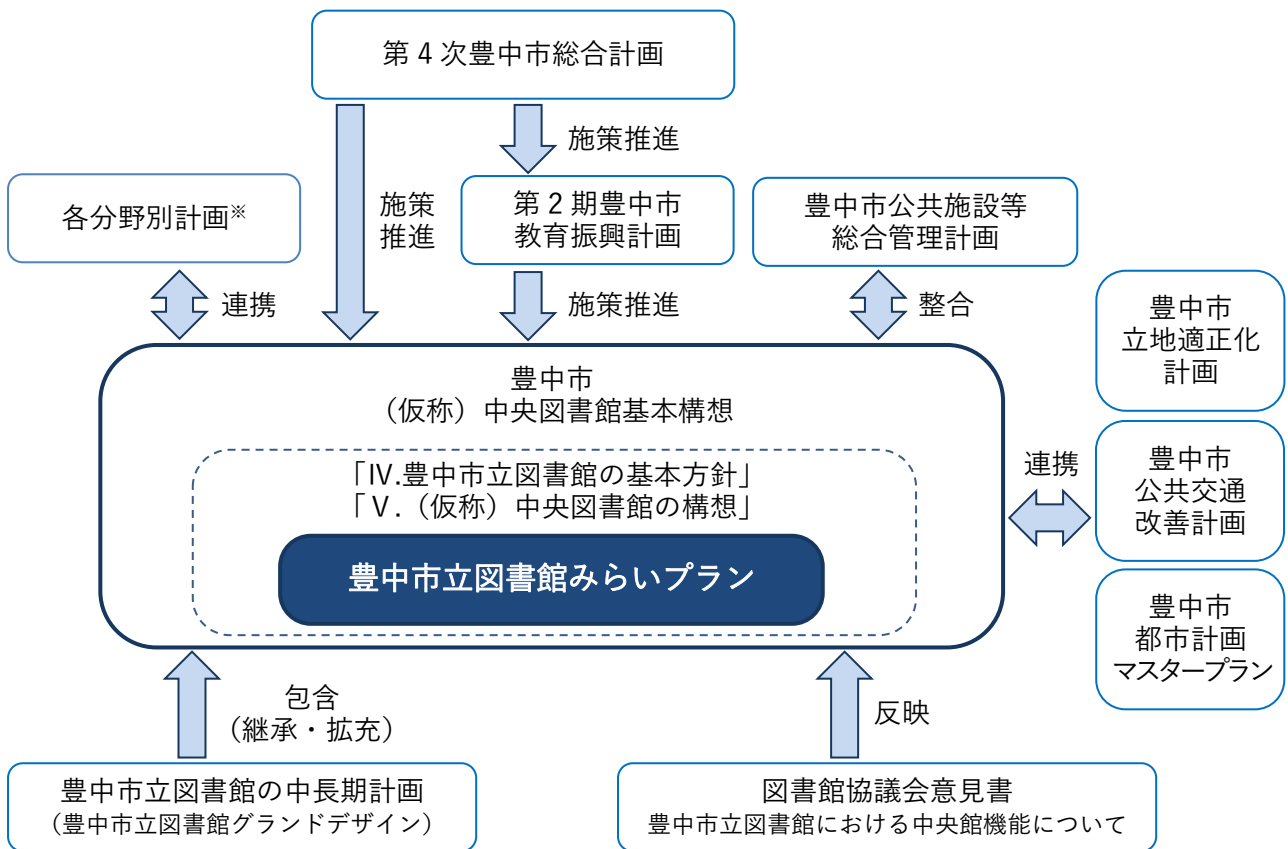 第４次豊中市総合計画
施策推進
各分野別計画※
施策
推進
第２期豊中市
教育振興計画
豊中市公共施設等
総合管理計画
連携
施策推進
整合
豊中市
立地適正化
計画
豊中市
（仮称）中央図書館基本構想
「Ⅳ.豊中市立図書館の基本方針」
「Ⅴ.（仮称）中央図書館の構想」
豊中市立図書館みらいプラン
連携
豊中市
公共交通
改善計画
豊中市
都市計画
マスタープラン
包含
（継承・拡充）
反映
豊中市立図書館の中長期計画
（豊中市立図書館グランドデザイン）
図書館協議会意見書
豊中市立図書館における中央館機能について